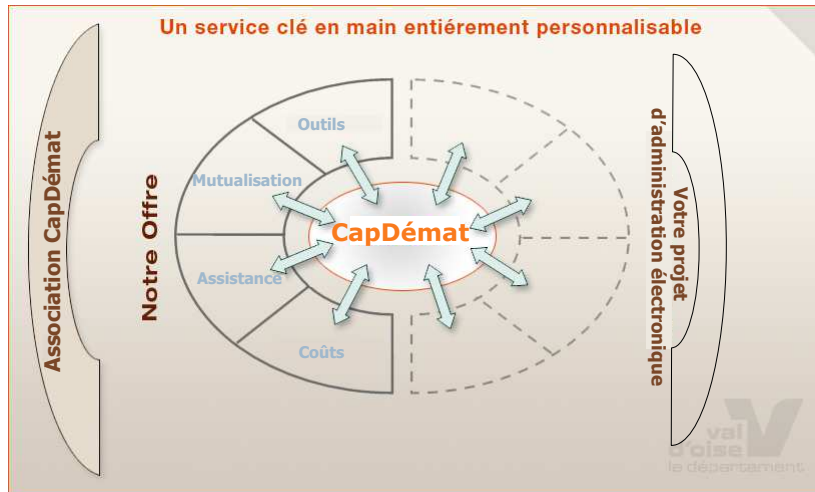 Un service clé en main entiérement personnalisable
Association CapDémat
Notre Offre
Outils
Mutualisation
Assistance
Coûts
CapDémat
Votre projet
d'administration électronique
val
d'oise
le département